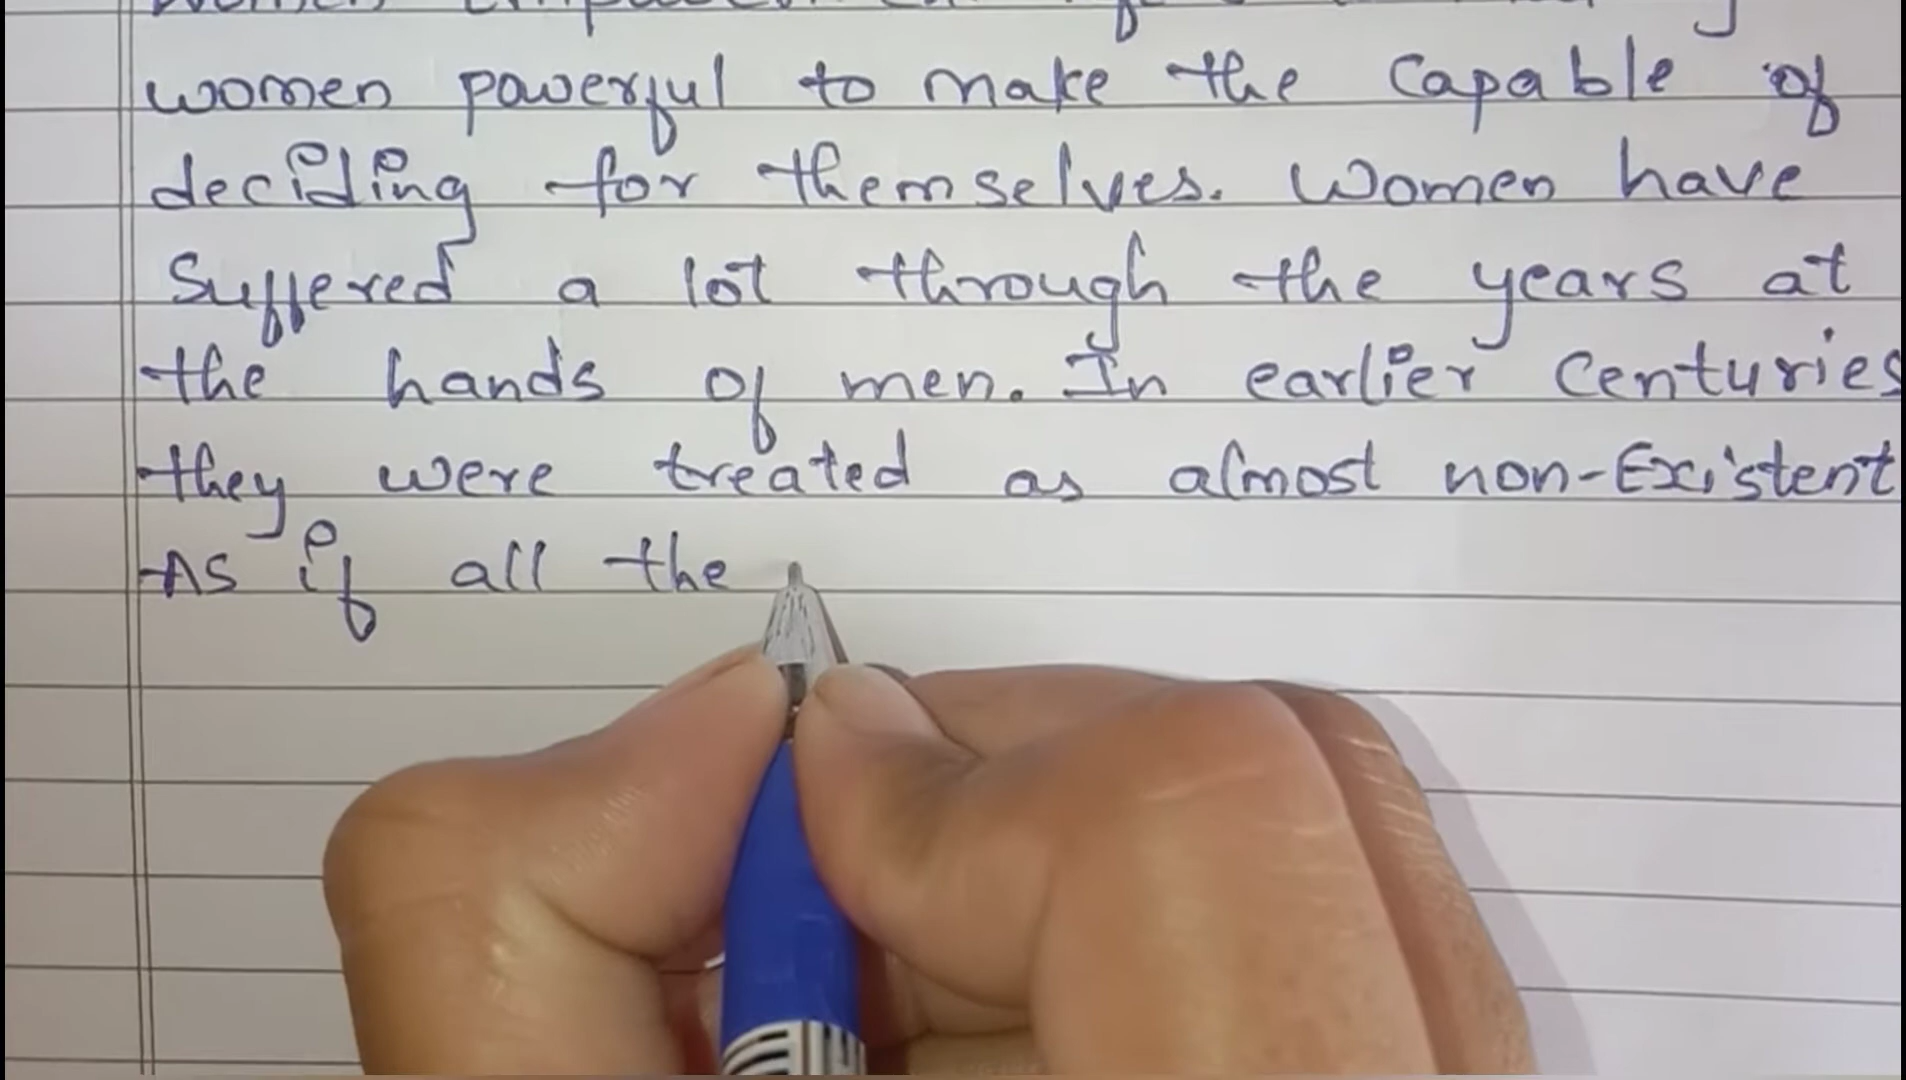 women
women powerful to make the capable of
deciding for themselves. Women have
Suffered a lot through the years at
the hands of men. In earlier centuries
they were treated as almost non-Existent
As if all the